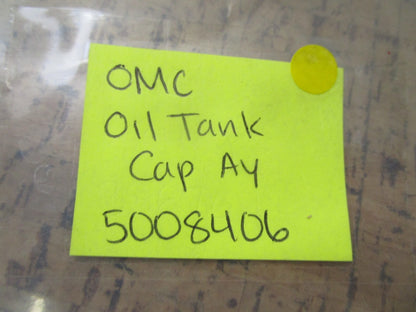 OMC
Oil Tank
Cap Ay
5008406